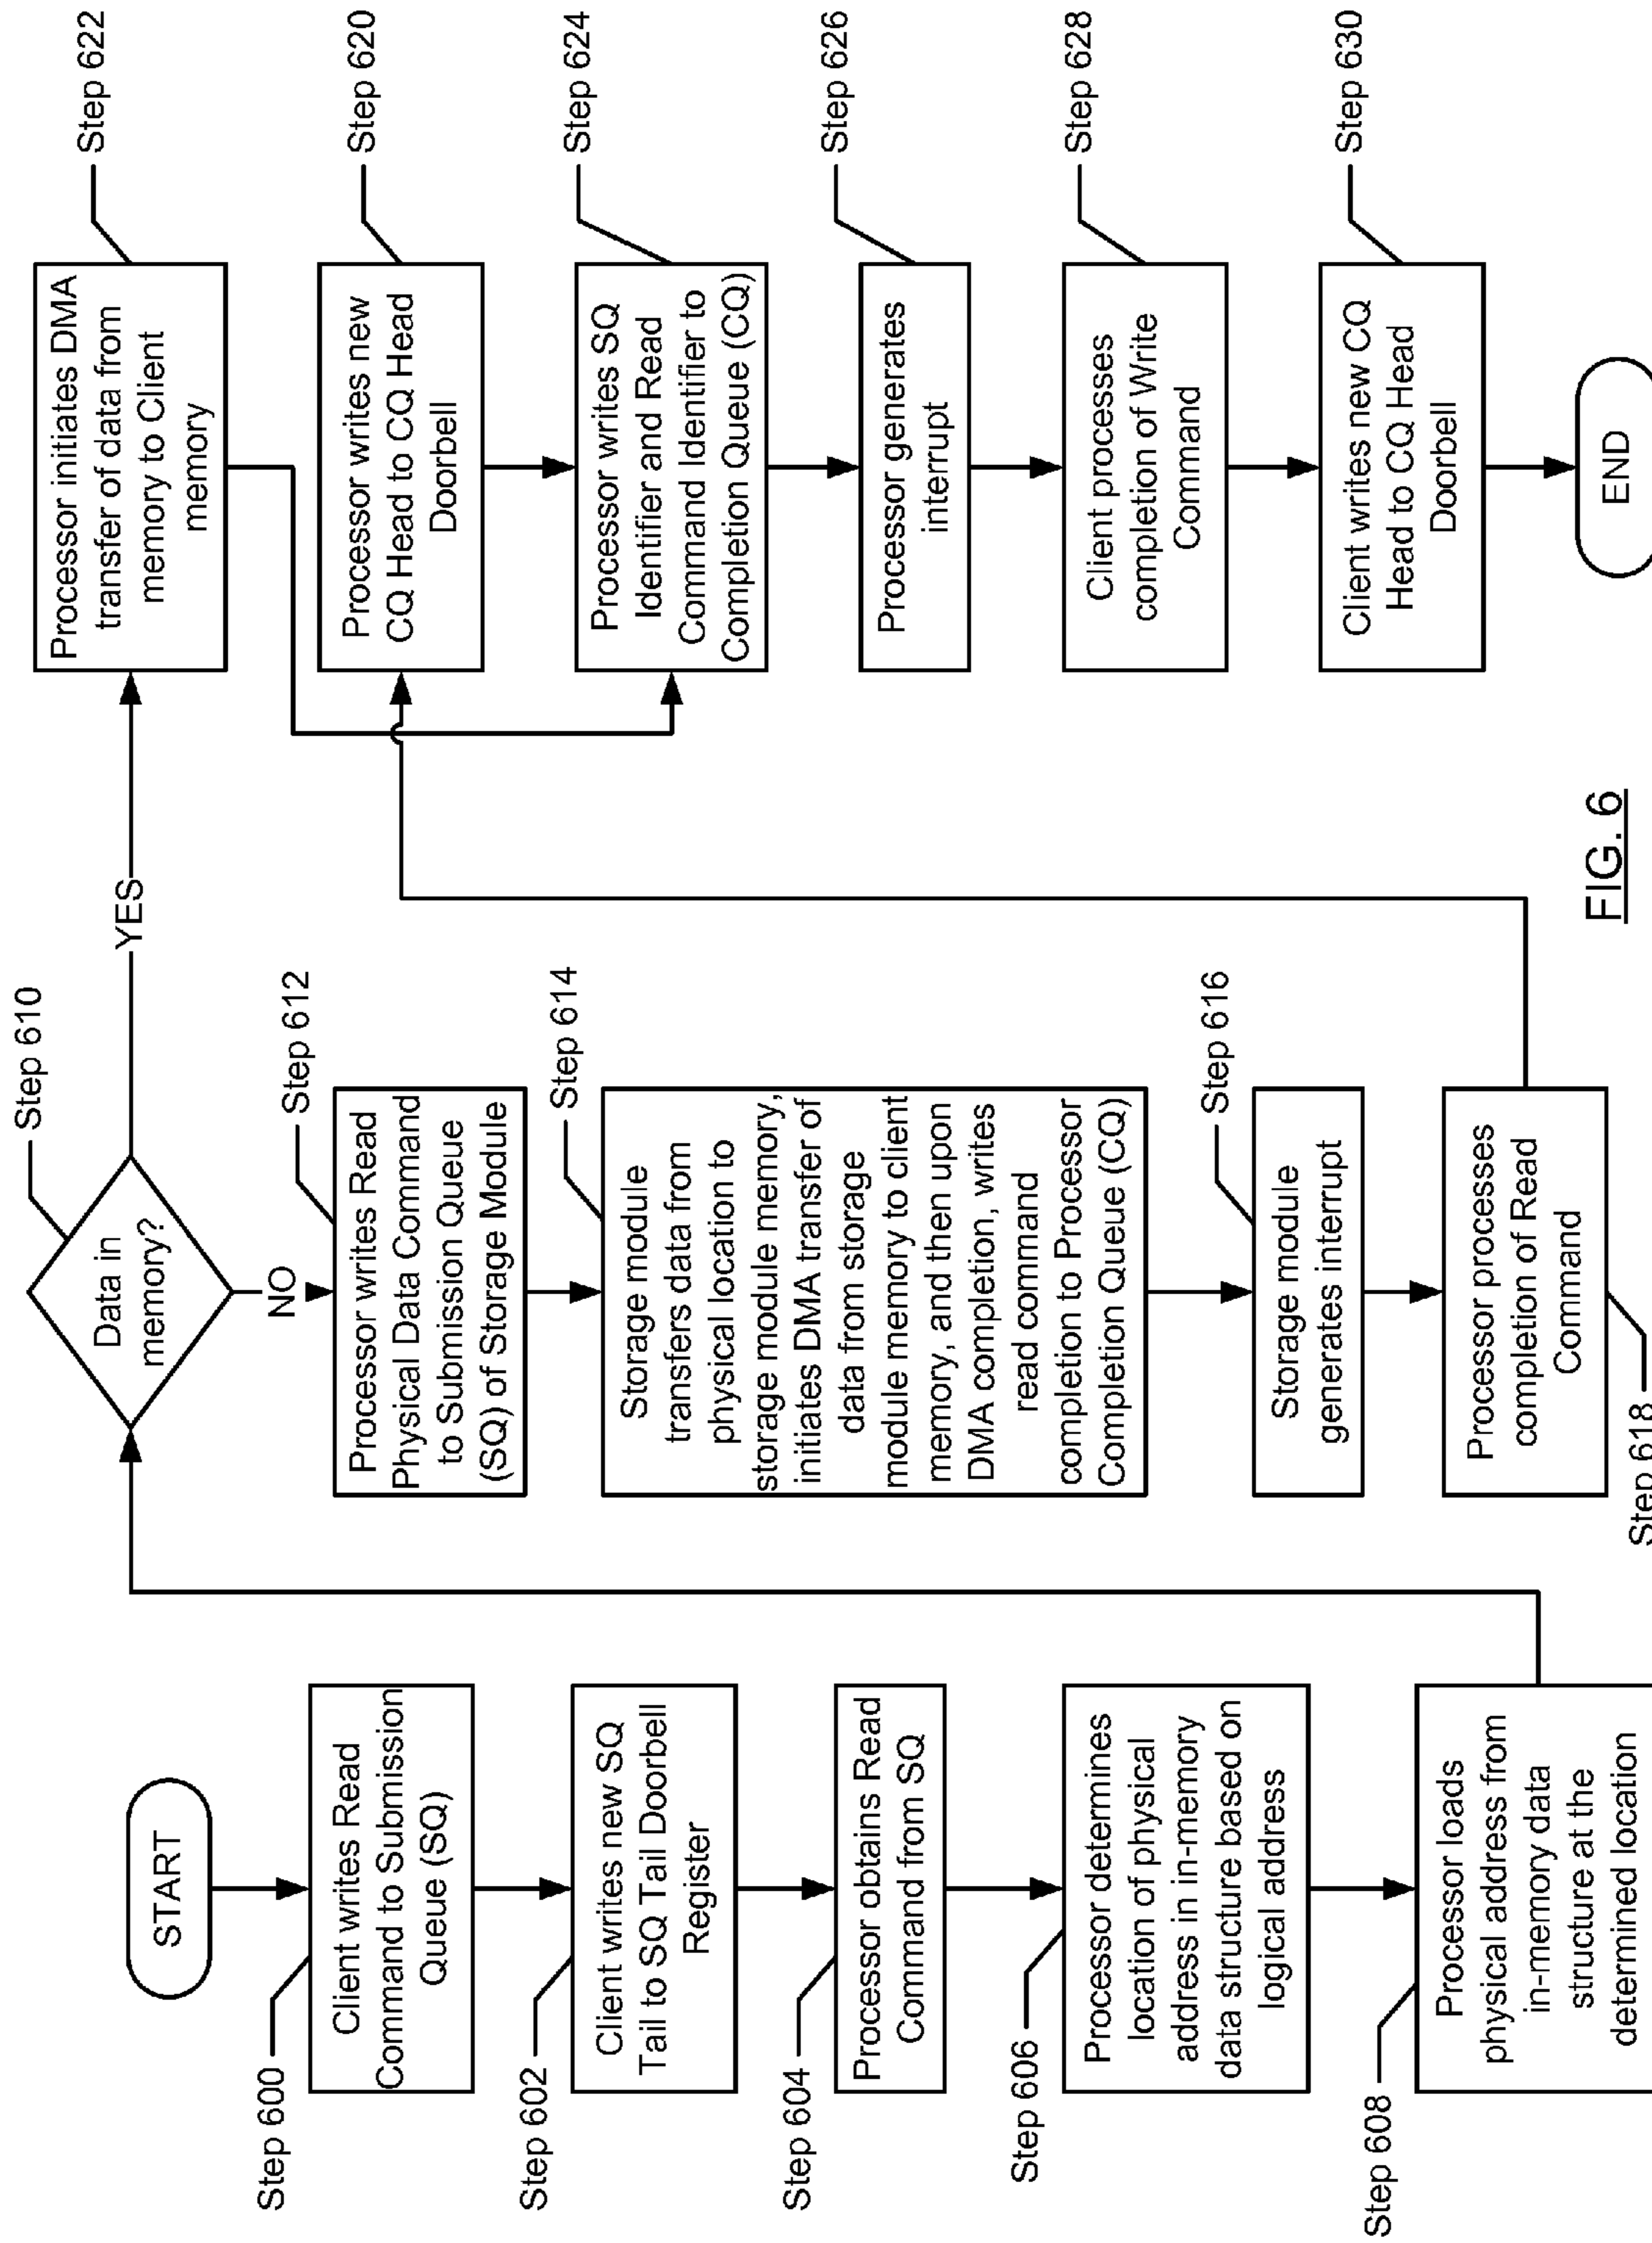 START
Step 600
Client writes Read
Command to Submission
Queue (SQ)
Step 602
Client writes new SQ
Tail to SQ Tail Doorbell
Register
Step 604
Processor obtains Read
Command from SQ
Step 606
Processor determines
location of physical
address in in-memory
data structure based on
logical address
Step 608
Processor loads
physical address from
in-memory data
structure at the
determined location
Step 610
Data in
memory?
YES
NO
Step 612
Processor writes Read
Physical Data Command
to Submission Queue
(SQ) of Storage Module
Step 614
Storage module
transfers data from
physical location to
storage module memory,
initiates DMA transfer of
data from storage
module memory to client
memory, and then upon
DMA completion, writes
read command
completion to Processor
Completion Queue (CQ)
Step 616
Storage module
generates interrupt
Processor processes
completion of Read
Command
Step 618
Step 622
Processor initiates DMA
transfer of data from
memory to Client
memory
Step 620
Processor writes new
CQ Head to CQ Head
Doorbell
Step 624
Processor writes SQ
Identifier and Read
Command Identifier to
Completion Queue (CQ)
Step 626
Processor generates
interrupt
Step 628
Client processes
completion of Write
Command
Step 630
Client writes new CQ
Head to CQ Head
Doorbell
END
FIG. 6